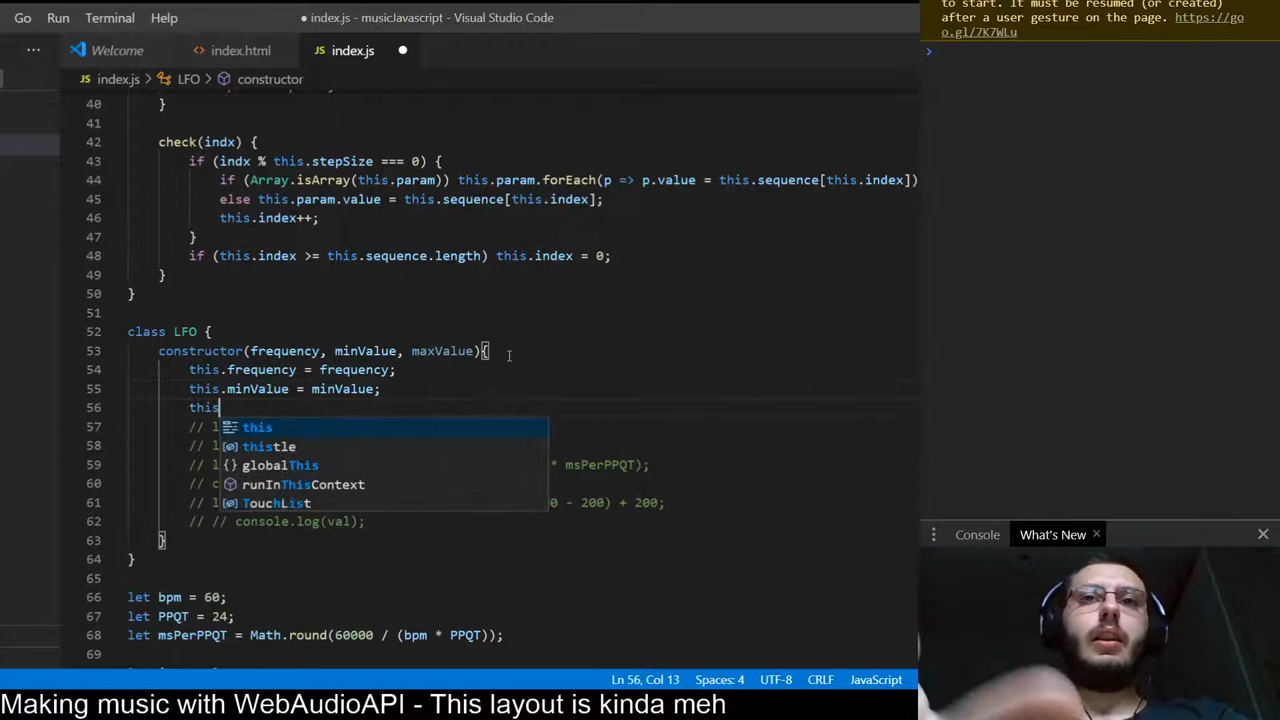 Go Run Terminal Help ● index.js - musicJavascript - Visual Studio Code
to start. It must be resumed (or created)
after a user gesture on the page. https://go
o.gl/7K7WLu
··· Welcome <> index.html JS index.js ●
JS index.js > LFO > constructor
>
40 }
41
42 check(indx) {
43 if (indx % this.stepSize === 0) {
44 if (Array.isArray(this.param)) this.param.forEach(p => p.value = this.sequence[this.index])
45 else this.param.value = this.sequence[this.index];
46 this.index++;
47 }
48 if (this.index >= this.sequence.length) this.index = 0;
49 }
50 }
51
52 class LFO {
53 constructor(frequency, minValue, maxValue){
54 this.frequency = frequency;
55 this.minValue = minValue;
56 this
57 // l this
58 // l thistle
59 // l {} globalThis * msPerPPQT);
60 // c runInThisContext
61 // l TouchList 0 - 200) + 200;
62 // // console.log(val);
63 }
64 }
65
66 let bpm = 60;
67 let PPQT = 24;
68 let msPerPPQT = Math.round(60000 / (bpm * PPQT));
69
Console What's New ×
Ln 56, Col 13 Spaces: 4 UTF-8 CRLF JavaScript
Making music with WebAudioAPI - This layout is kinda meh